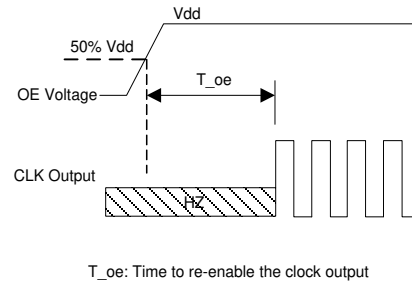 Vdd
50% Vdd
T_oe
OE Voltage
CLK Output
HZ
T_oe: Time to re-enable the clock output